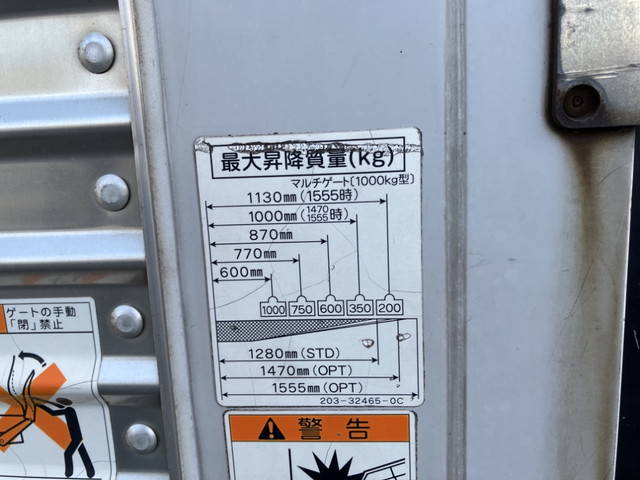 最大昇降質量(kg)
マルチゲート〔1000kg型〕
1130mm(1555時)
1000mm(1470 1555時)
870mm
770mm
600mm
1000 750 600 350 200
1280mm(STD)
1470mm(OPT)
1555mm(OPT)
203-32465-0C
ゲートの手動
「閉」禁止
警告